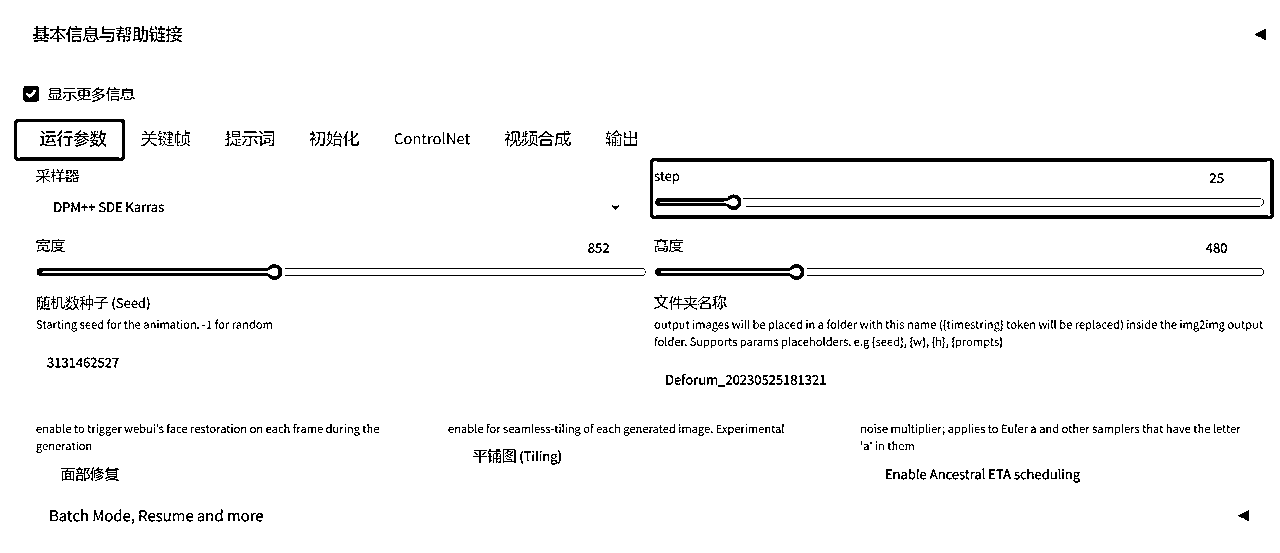 基本信息与帮助链接
显示更多信息
运行参数 关键帧 提示词 初始化 ControlNet 视频合成 输出
采样器
DPM++ SDE Karras
step 25
宽度 852
高度 480
随机数种子 (Seed)
Starting seed for the animation. -1 for random
3131462527
文件夹名称
output images will be placed in a folder with this name ({timestring} token will be replaced) inside the img2img output
folder. Supports params placeholders. e.g {seed}, {w}, {h}, {prompts}
Deforum_20230525181321
enable to trigger webui's face restoration on each frame during the
generation
面部修复
enable for seamless-tiling of each generated image. Experimental
平铺图 (Tiling)
noise multiplier; applies to Euler a and other samplers that have the letter
'a' in them
Enable Ancestral ETA scheduling
Batch Mode, Resume and more